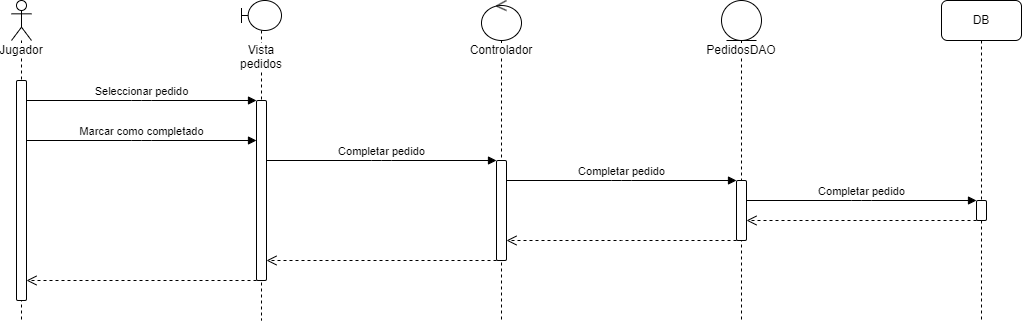 Jugador
Vista
pedidos
Controlador
PedidosDAO
DB
Seleccionar pedido
Marcar como completado
Completar pedido
Completar pedido
Completar pedido